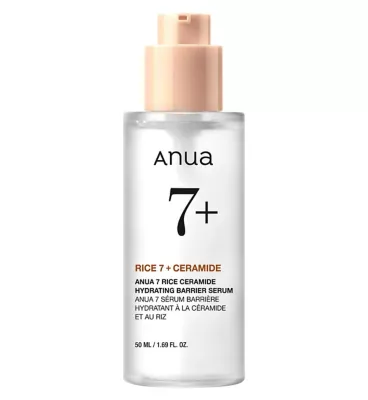 Anua
7+
RICE 7 + CERAMIDE
ANUA 7 RICE CERAMIDE
HYDRATING BARRIER SERUM
ANUA 7 SÉRUM BARRIÈRE
HYDRATANT À LA CÉRAMIDE
ET AU RIZ
50 ML / 1.69 FL. OZ.